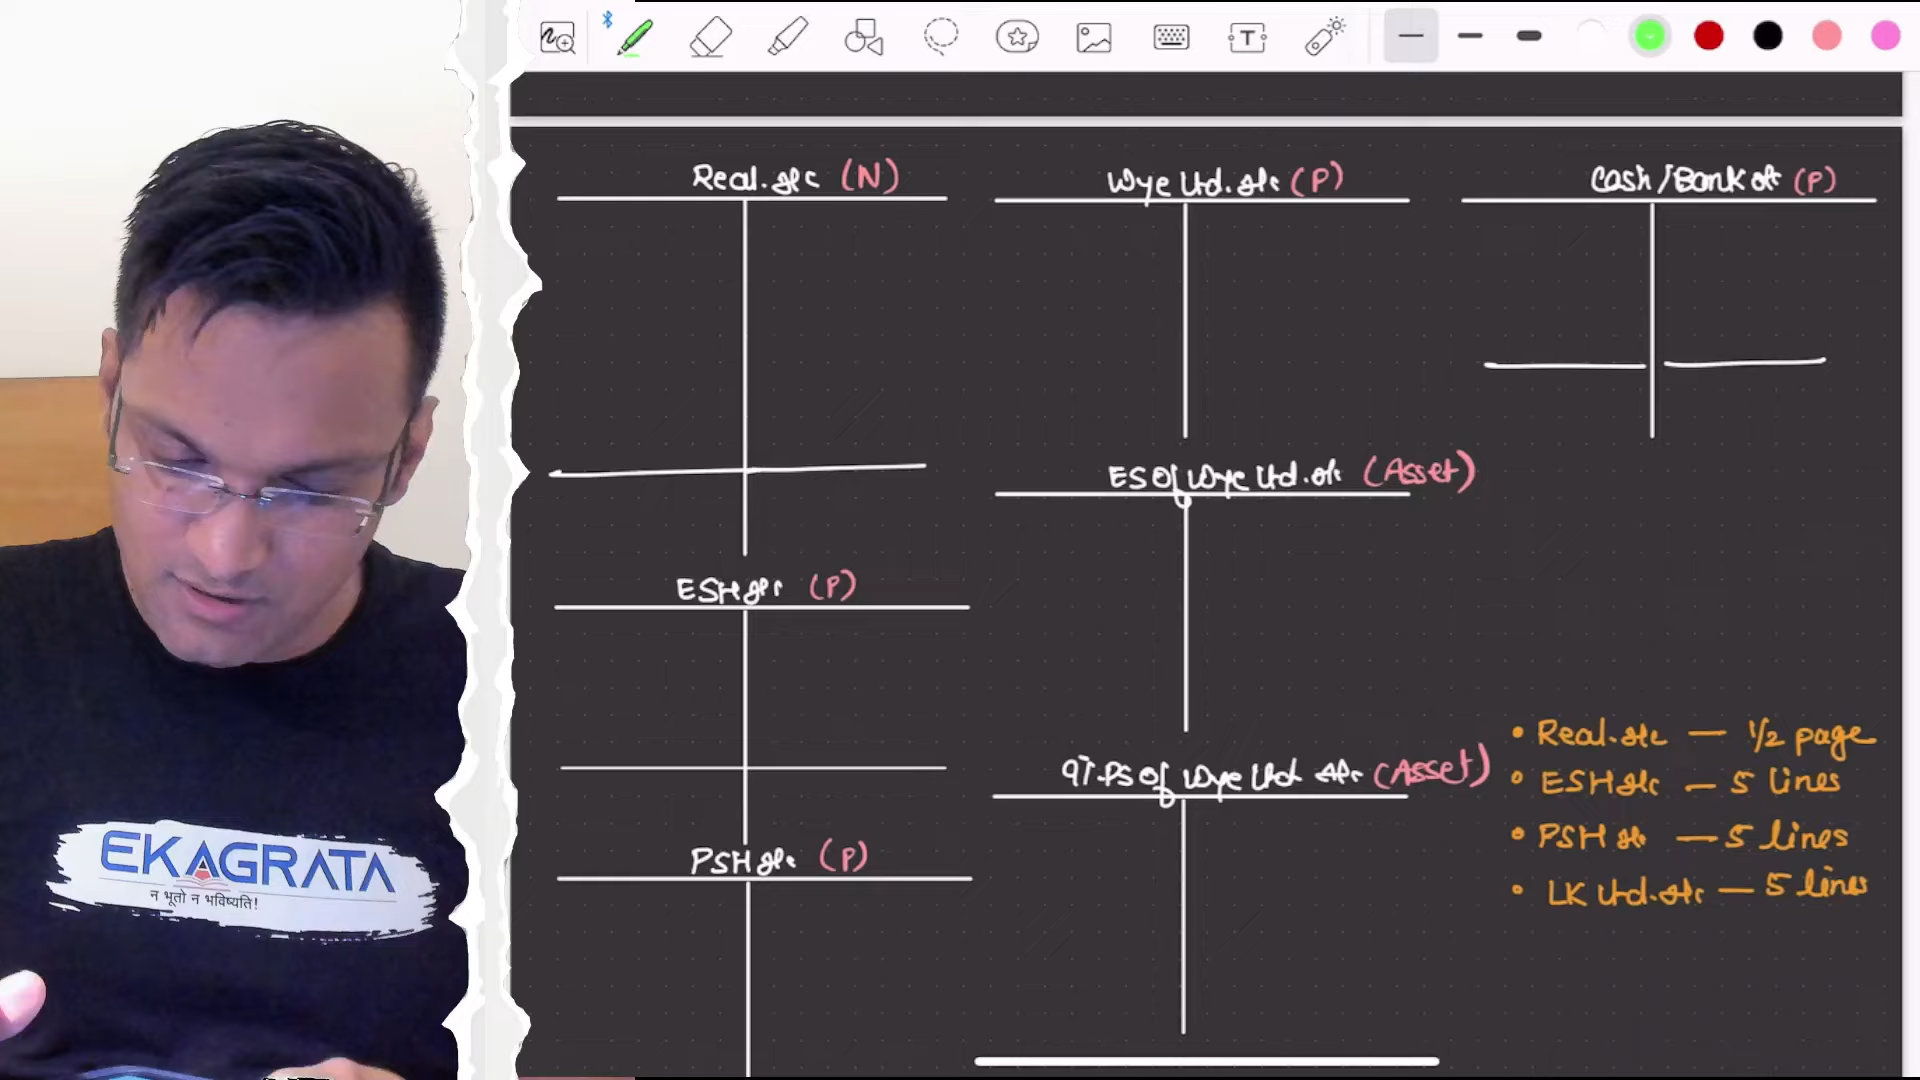 Real. a/c (N)
Wye Ltd. a/c (P)
Cash/Bank a/c (P)
ES Of Wye Ltd. a/c (Asset)
ESH a/c (P)
9% PS Of Wye Ltd a/c (Asset)
PSH a/c (P)
• Real. a/c — 1/2 page
• ESH a/c — 5 lines
• PSH a/c — 5 lines
• LK Ltd. a/c — 5 lines
EKAGRATA
न भूतो न भविष्यति!
T